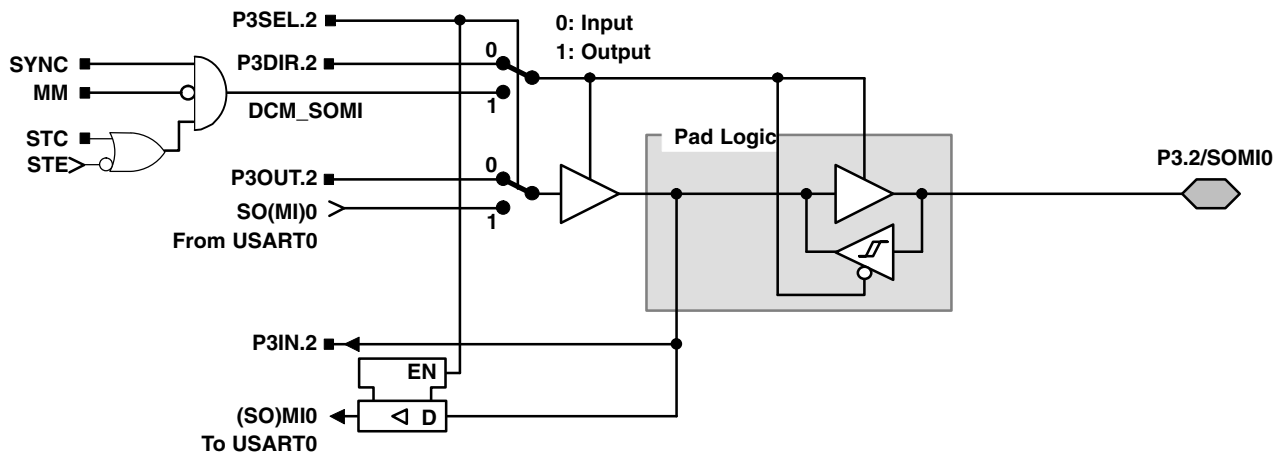 P3SEL.2
0: Input
1: Output
SYNC
P3DIR.2
0
MM
1
DCM_SOMI
STC
STE
Pad Logic
P3.2/SOMI0
P3OUT.2
0
SO(MI)0
1
From USART0
P3IN.2
EN
(SO)MI0
D
To USART0